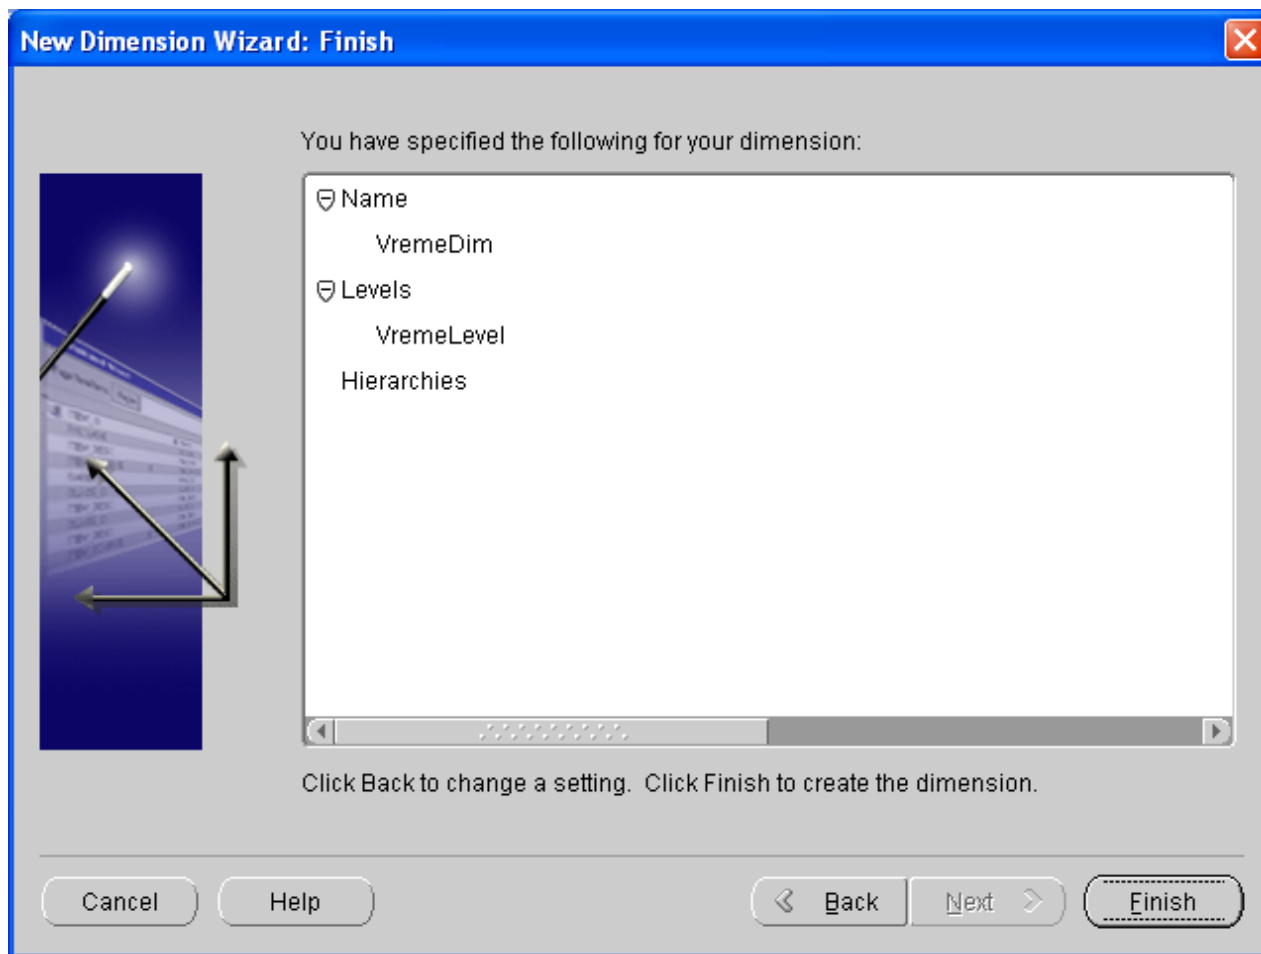 New Dimension Wizard: Finish
You have specified the following for your dimension:
Name
VremeDim
Levels
VremeLevel
Hierarchies
Click Back to change a setting. Click Finish to create the dimension.
Cancel
Help
Back
Next
Finish